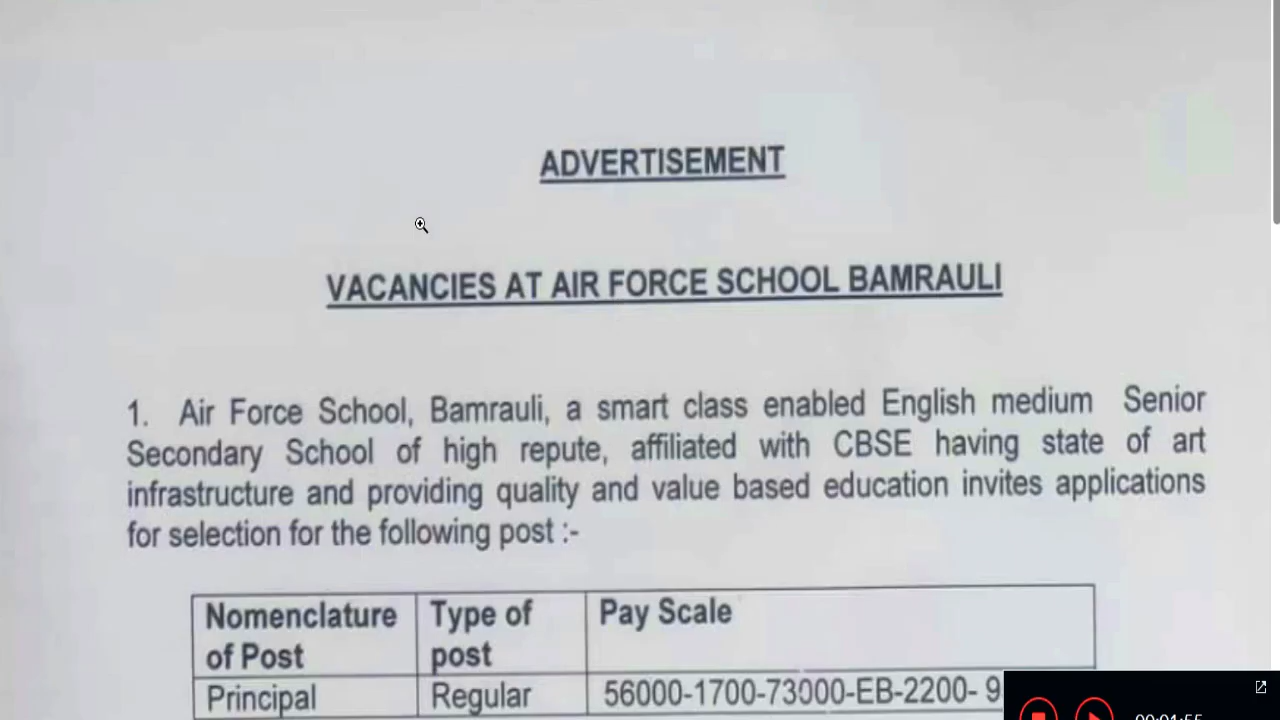 ADVERTISEMENT
VACANCIES AT AIR FORCE SCHOOL BAMRAULI
1. Air Force School, Bamrauli, a smart class enabled English medium Senior
Secondary School of high repute, affiliated with CBSE having state of art
infrastructure and providing quality and value based education invites applications
for selection for the following post :-
Nomenclature of Post
Type of post
Pay Scale
Principal
Regular
56000-1700-73000-EB-2200- 9